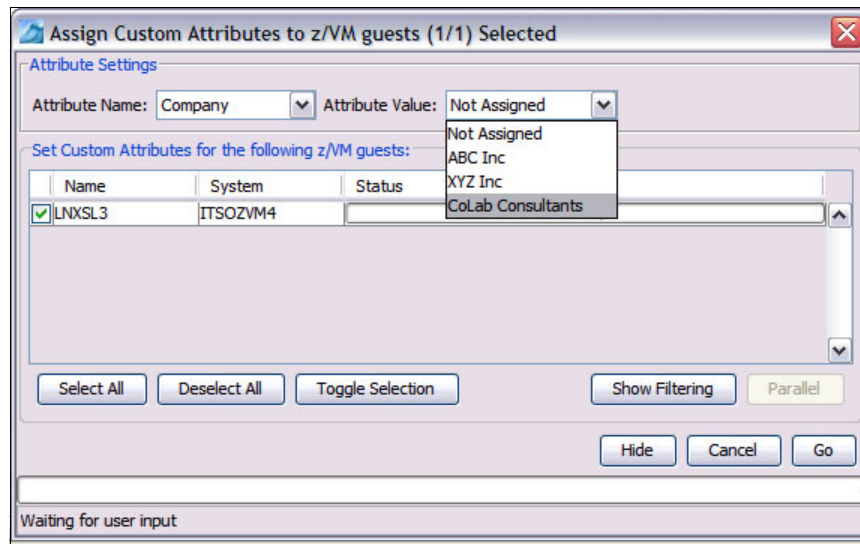 Assign Custom Attributes to z/VM guests (1/1) Selected
Attribute Settings
Attribute Name: Company Attribute Value: Not Assigned
Not Assigned
ABC Inc
XYZ Inc
CoLab Consultants
Set Custom Attributes for the following z/VM guests:
Name System Status
LNXSL3 ITSOZVM4
Select All Deselect All Toggle Selection Show Filtering Parallel
Hide Cancel Go
Waiting for user input